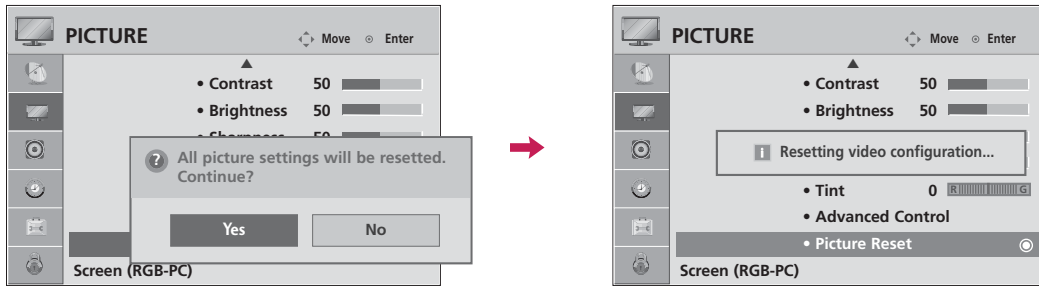 PICTURE
Move Enter
• Contrast 50
• Brightness 50
• Sharpness 50
? All picture settings will be resetted.
Continue?
Yes No
Screen (RGB-PC)
PICTURE
Move Enter
• Contrast 50
• Brightness 50
i Resetting video configuration...
• Tint 0 R G
• Advanced Control
• Picture Reset
Screen (RGB-PC)